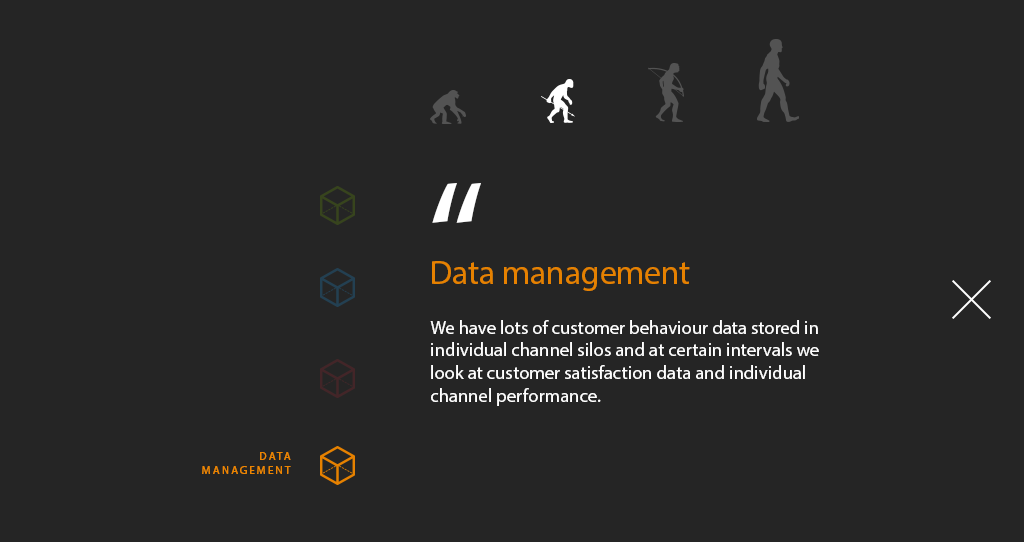 “
Data management
We have lots of customer behaviour data stored in
individual channel silos and at certain intervals we
look at customer satisfaction data and individual
channel performance.
DATA
MANAGEMENT